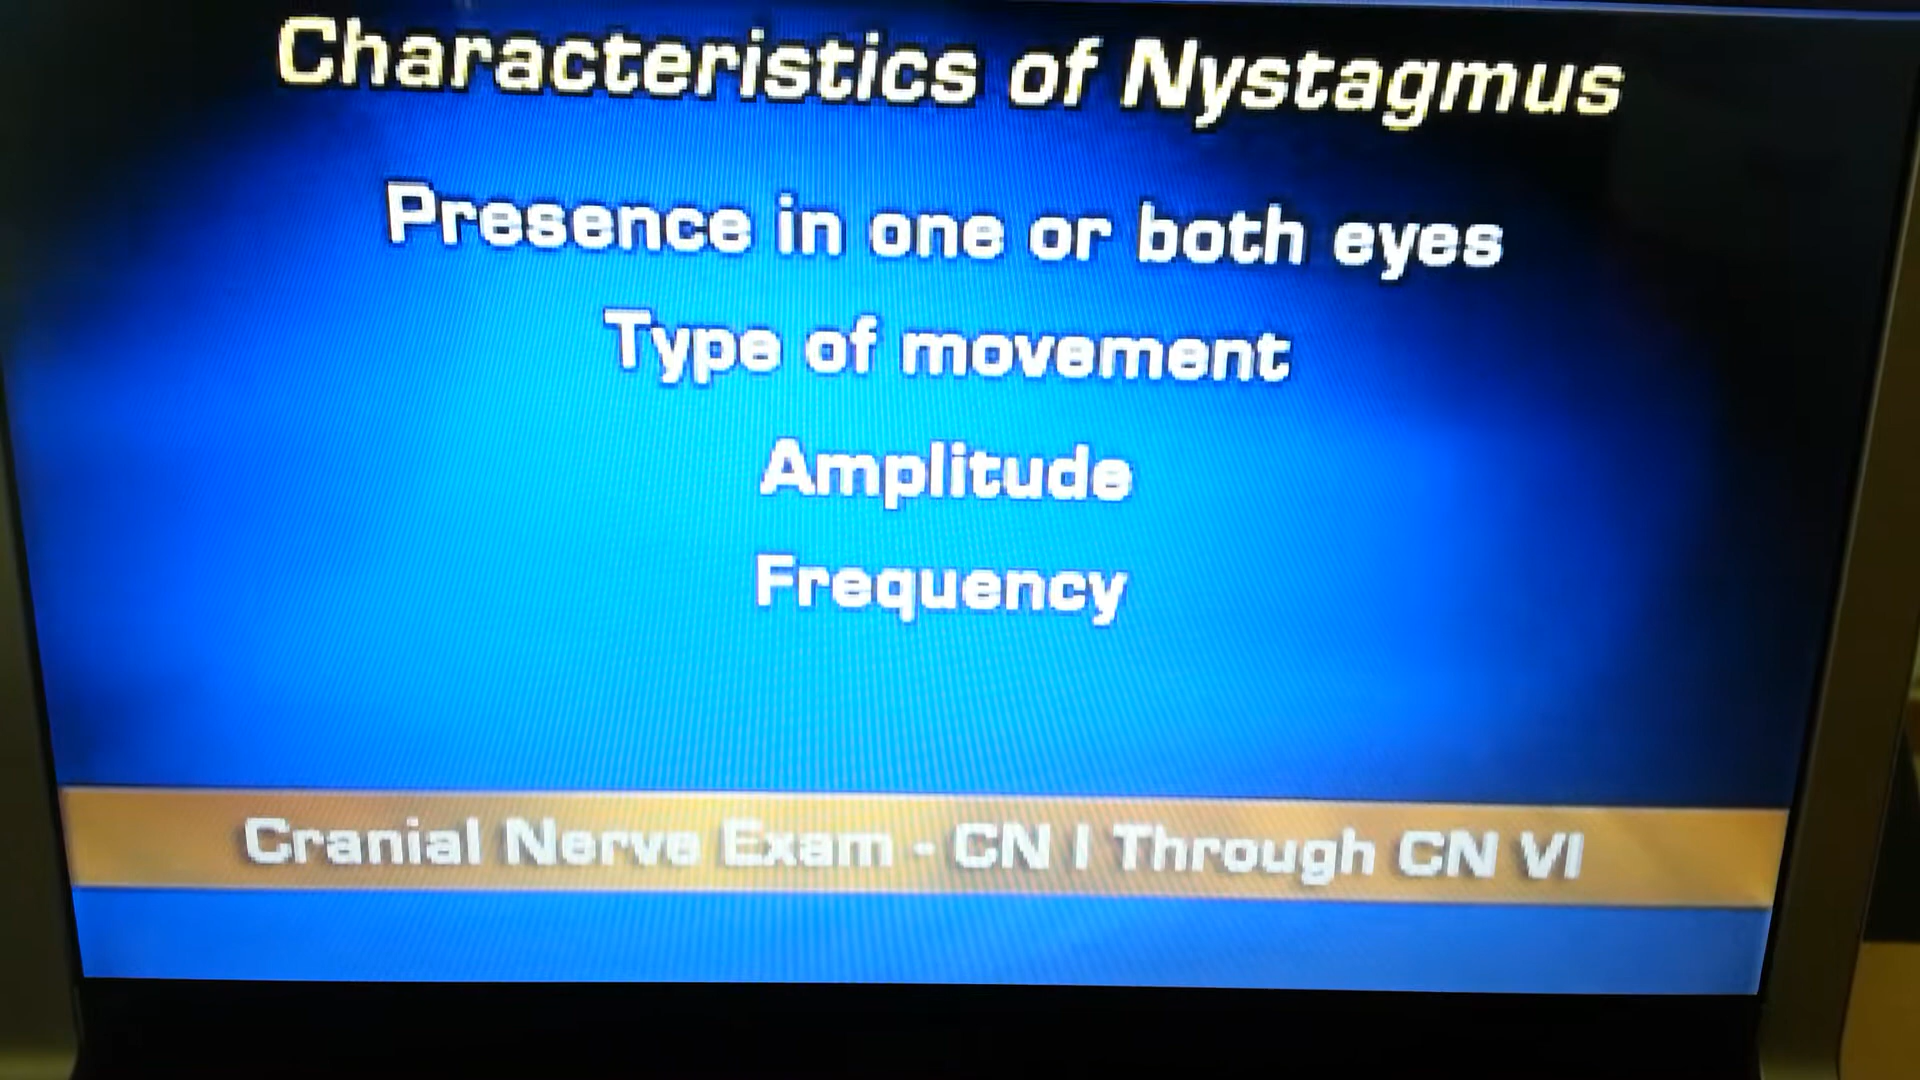 Characteristics of Nystagmus
Presence in one or both eyes
Type of movement
Amplitude
Frequency
Cranial Nerve Exam - CN I Through CN VI